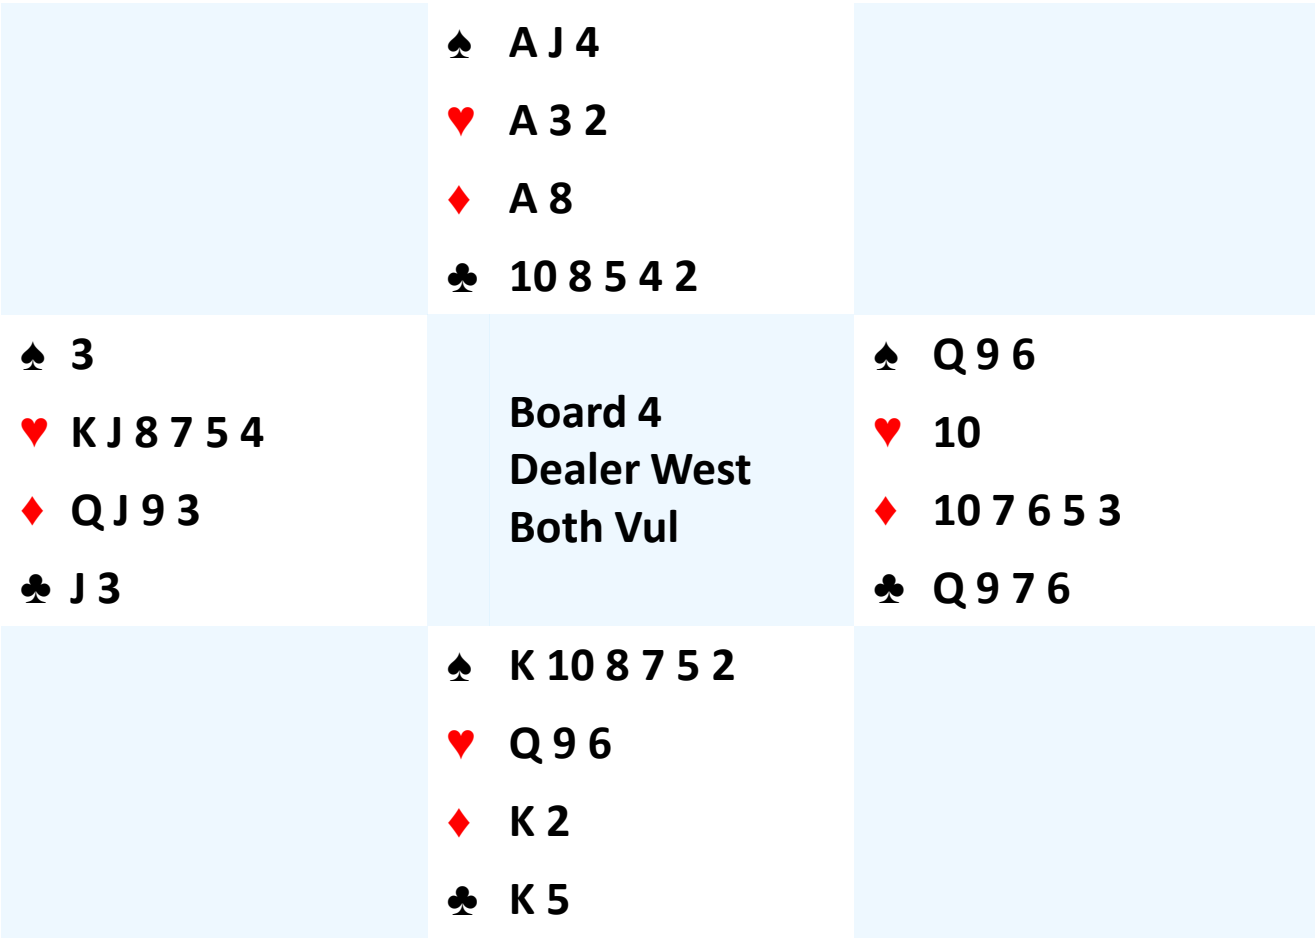 ♠ A J 4
♥ A 3 2
♦ A 8
♣ 10 8 5 4 2
♠ 3
♥ K J 8 7 5 4
♦ Q J 9 3
♣ J 3
Board 4
Dealer West
Both Vul
♠ Q 9 6
♥ 10
♦ 10 7 6 5 3
♣ Q 9 7 6
♠ K 10 8 7 5 2
♥ Q 9 6
♦ K 2
♣ K 5